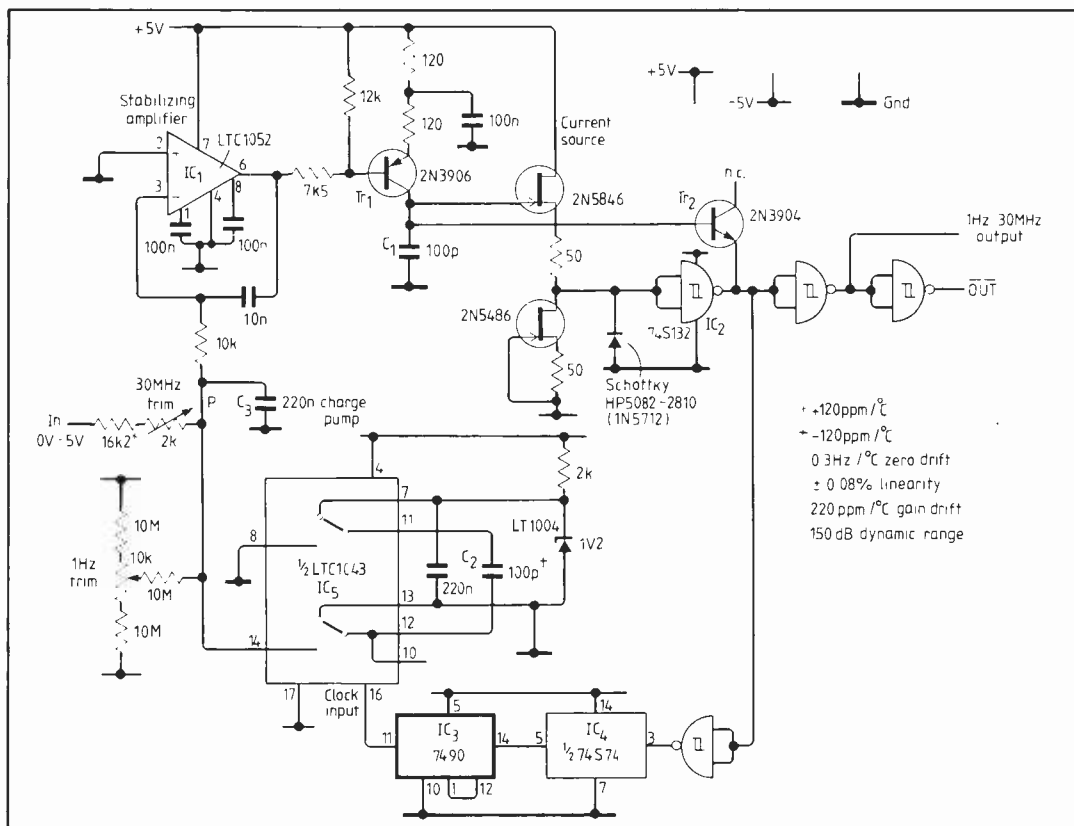 +5V
120
12k
120
100n
+5V
-5V
Gnd
Stabilizing
amplifier
LTC1052
2
7
+
IC1
6
3
-
8
4
1
100n
100n
7k5
Tr1
2N3906
Current
source
2N5846
n.c.
Tr2
2N3904
1Hz 30MHz
output
C1
100p
50
10n
2N5486
74S132
IC2
OUT
10k
50
Schottky
HP5082-2810
(1N5712)
30MHz
trim
P
C3
220n charge
pump
In
0V-5V
16k2*
2k
+ +120ppm/°C
* -120ppm/°C
0.3Hz/°C zero drift
± 0.08% linearity
220ppm/°C gain drift
150dB dynamic range
4
2k
7
11
LT1004
1V2
10M
10k
1Hz
trim
10M
10M
8
½LTC1043
IC5
C2
100p+
220n
13
12
10
14
17
Clock
input
16
5
14
11
IC3
7490
14
5
IC4
½74S74
3
10
1
12
7